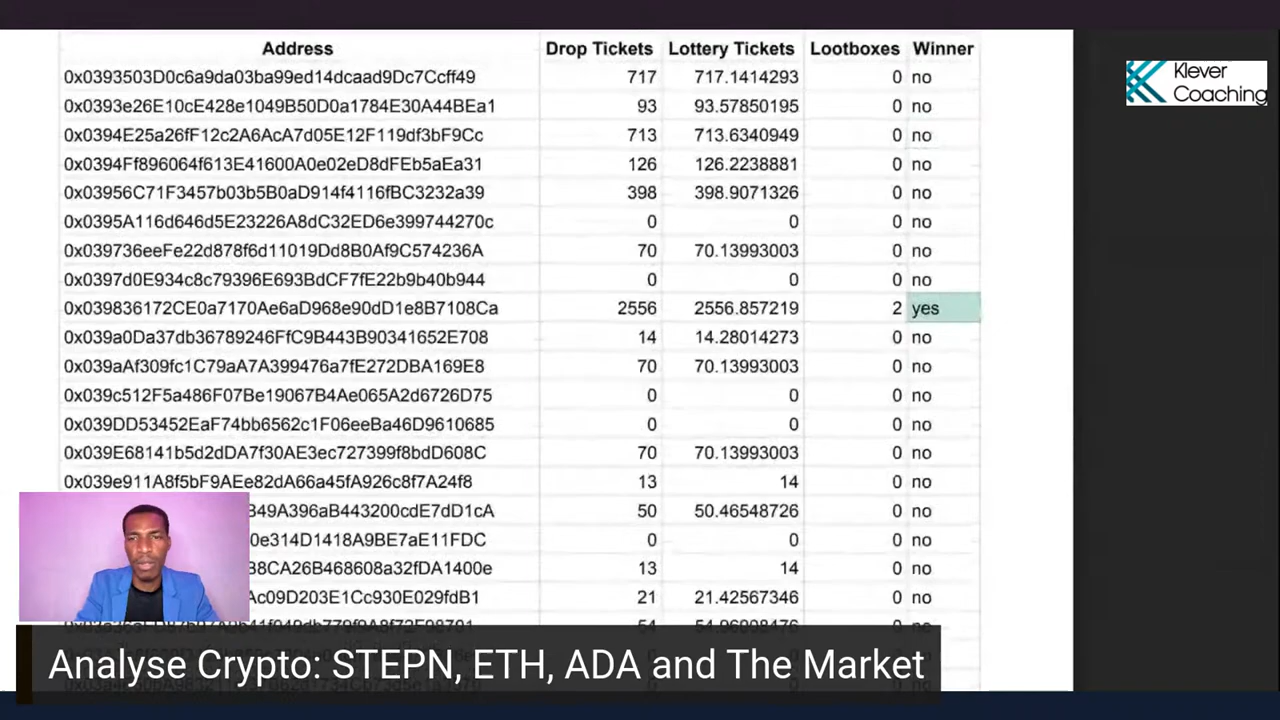 Address Drop Tickets Lottery Tickets Lootboxes Winner
0x0393503D0c6a9da03ba99ed14dcaad9Dc7Ccff49 717 717.1414293 0 no
0x0393e26E10cE428e1049B50D0a1784E30A44BEa1 93 93.57850195 0 no
0x0394E25a26fF12c2A6AcA7d05E12F119df3bF9Cc 713 713.6340949 0 no
0x0394Ff896064f613E41600A0e02eD8dFEb5aEa31 126 126.2238881 0 no
0x03956C71F3457b03b5B0aD914f4116fBC3232a39 398 398.9071326 0 no
0x0395A116d646d5E23226A8dC32ED6e399744270c 0 0 0 no
0x039736eeFe22d878f6d11019Dd8B0Af9C574236A 70 70.13993003 0 no
0x0397d0E934c8c79396E693BdCF7fE22b9b40b944 0 0 0 no
0x039836172CE0a7170Ae6aD968e90dD1e8B7108Ca 2556 2556.857219 2 yes
0x039a0Da37db36789246FfC9B443B90341652E708 14 14.28014273 0 no
0x039aAf309fc1C79aA7A399476a7fE272DBA169E8 70 70.13993003 0 no
0x039c512F5a486F07Be19067B4Ae065A2d6726D75 0 0 0 no
0x039DD53452EaF74bb6562c1F06eeBa46D9610685 0 0 0 no
0x039E68141b5d2dDA7f30AE3ec727399f8bdD608C 70 70.13993003 0 no
0x039e911A8f5bF9AEe82dA66a45fA926c8f7A24f8 13 14 0 no
B49A396aB443200cdE7dD1cA 50 50.46548726 0 no
0e314D1418A9BE7aE11FDC 0 0 0 no
B8CA26B468608a32fDA1400e 13 14 0 no
Ac09D203E1Cc930E029fdB1 21 21.42567346 0 no
Klever
Coaching
Analyse Crypto: STEPN, ETH, ADA and The Market